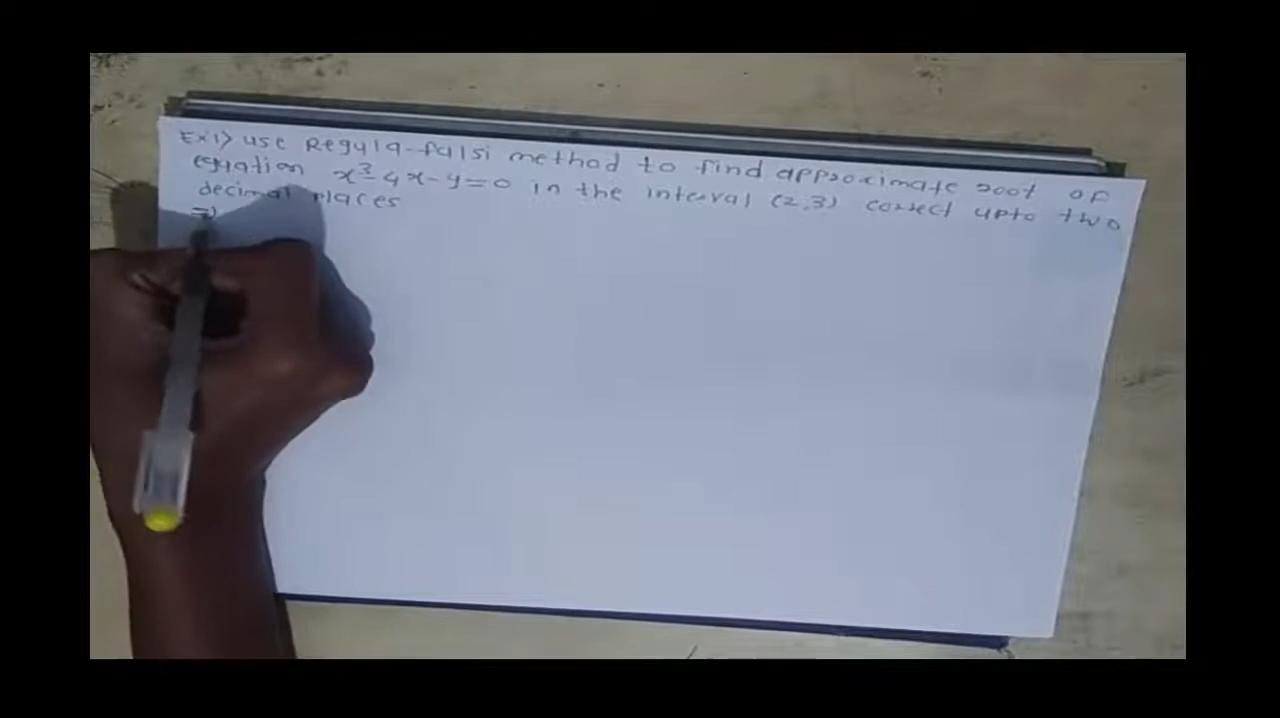 Ex1) use Regula-falsi method to find approximate root of
equation x³-4x-y=0 in the interval (2,3) correct upto two
decimal places
=)